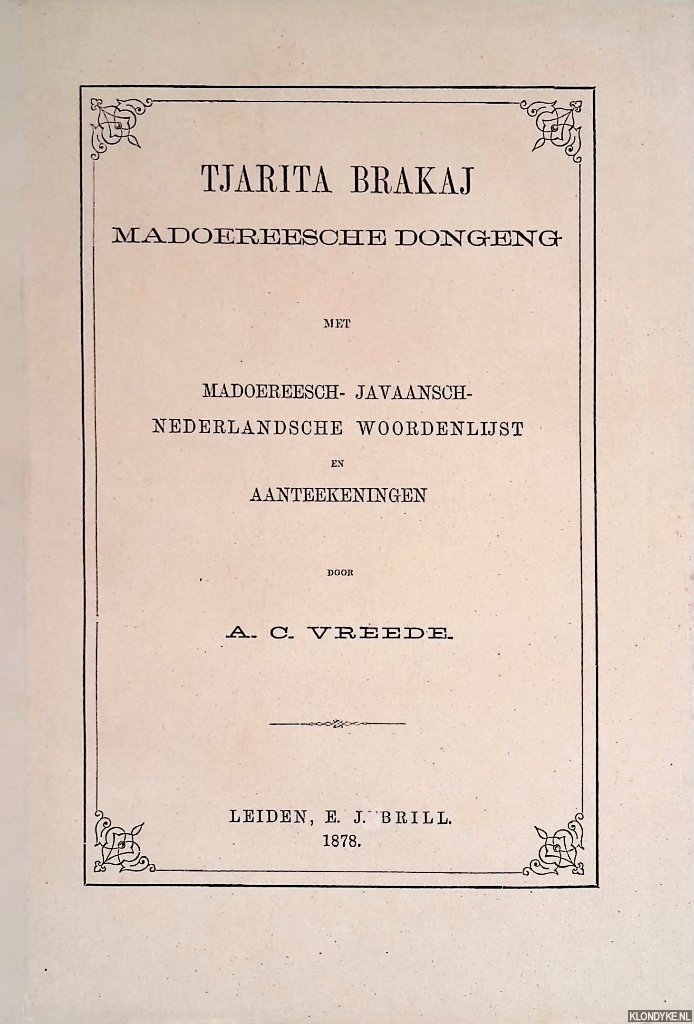 TJARITA BRAKAJ
MADOEREESCHE DONGENG
MET
MADOEREESCH- JAVAANSCH-
NEDERLANDSCHE WOORDENLIJST
EN
AANTEEKENINGEN
DOOR
A. C. VREEDE.
LEIDEN, E. J. BRILL.
1878.
KLONDYKE.NL